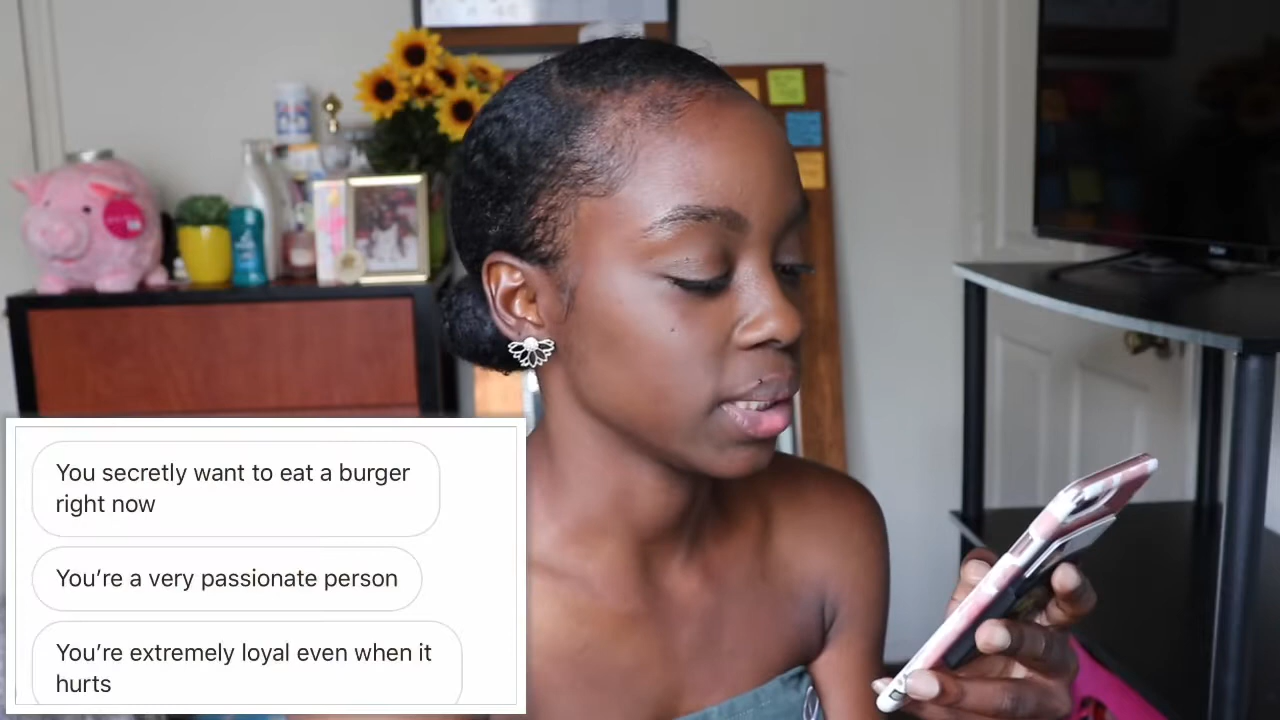 You secretly want to eat a burger
right now
You’re a very passionate person
You’re extremely loyal even when it
hurts